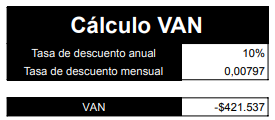 Cálculo VAN
Tasa de descuento anual 10%
Tasa de descuento mensual 0,00797
VAN -$421.537